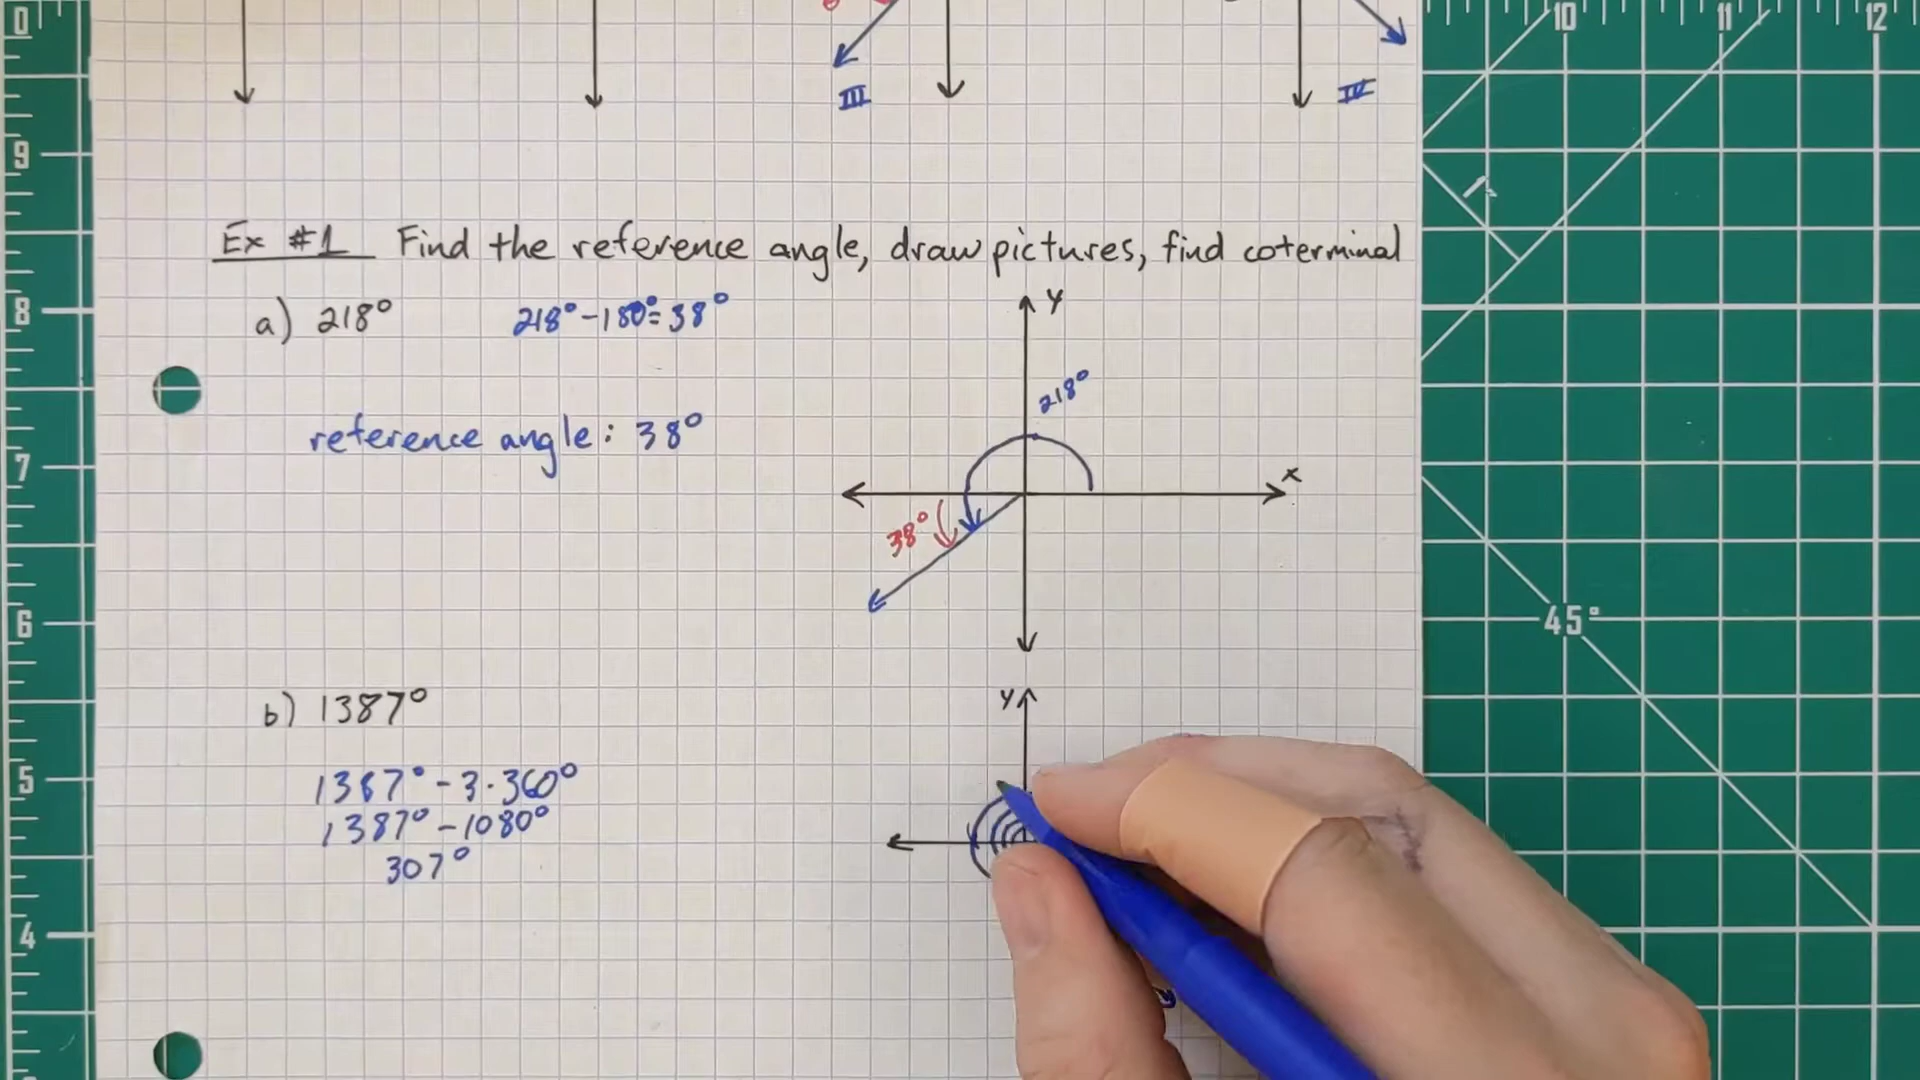 III
IV
Ex #1 Find the reference angle, draw pictures, find coterminal
a) 218°
218° - 180° = 38°
y
218°
x
reference angle: 38°
38°
b) 1387°
y
1387° - 3·360°
1387° - 1080°
307°
0
9
8
7
6
5
4
10
11
12
45°